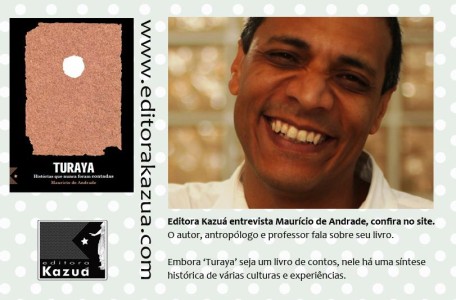 TURAYA
Histórias que nunca foram contadas
Maurício de Andrade
editora
Kazuá
www.editorakazua.com
Editora Kazuá entrevista Maurício de Andrade, confira no site.
O autor, antropólogo e professor fala sobre seu livro.
Embora ‘Turaya’ seja um livro de contos, nele há uma síntese
histórica de várias culturas e experiências.